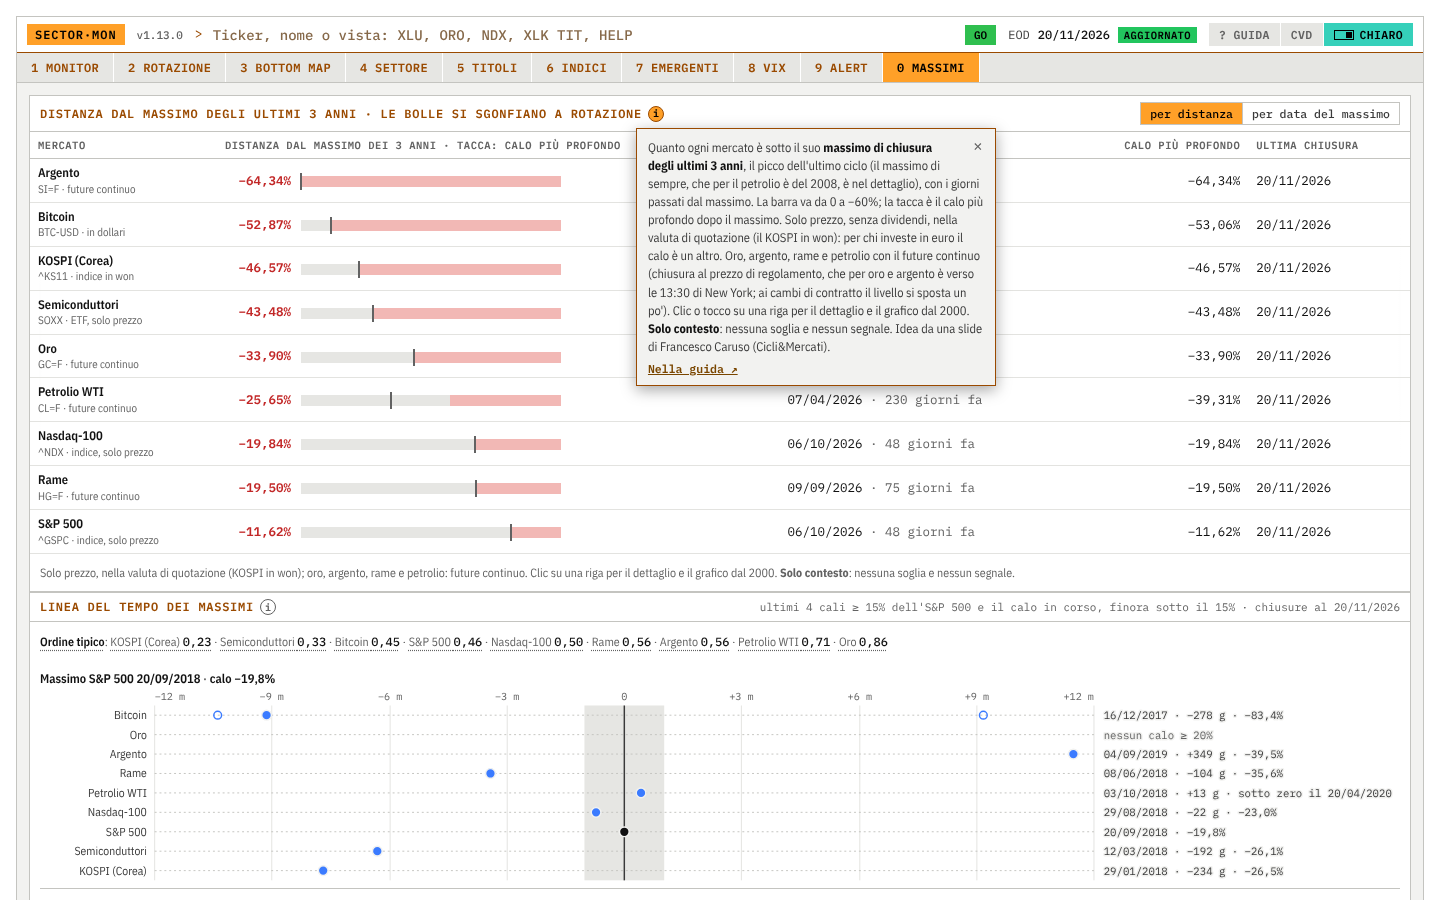 SECTOR·MON v1.13.0 > Ticker, nome o vista: XLU, ORO, NDX, XLK TIT, HELP GO EOD 20/11/2026 AGGIORNATO ? GUIDA CVD CHIARO
1 MONITOR 2 ROTAZIONE 3 BOTTOM MAP 4 SETTORE 5 TITOLI 6 INDICI 7 EMERGENTI 8 VIX 9 ALERT 0 MASSIMI
DISTANZA DAL MASSIMO DEGLI ULTIMI 3 ANNI · LE BOLLE SI SGONFIANO A ROTAZIONE i per distanza per data del massimo
MERCATO DISTANZA DAL MASSIMO DEI 3 ANNI · TACCA: CALO PIÙ PROFONDO CALO PIÙ PROFONDO ULTIMA CHIUSURA
Argento
SI=F · future continuo
−64,34% −64,34% 20/11/2026
Bitcoin
BTC-USD · in dollari
−52,87% −53,06% 20/11/2026
KOSPI (Corea)
^KS11 · indice in won
−46,57% −46,57% 20/11/2026
Semiconduttori
SOXX · ETF, solo prezzo
−43,48% −43,48% 20/11/2026
Oro
GC=F · future continuo
−33,90% −33,90% 20/11/2026
Petrolio WTI
CL=F · future continuo
−25,65% 07/04/2026 · 230 giorni fa −39,31% 20/11/2026
Nasdaq-100
^NDX · indice, solo prezzo
−19,84% 06/10/2026 · 48 giorni fa −19,84% 20/11/2026
Rame
HG=F · future continuo
−19,50% 09/09/2026 · 75 giorni fa −19,50% 20/11/2026
S&P 500
^GSPC · indice, solo prezzo
−11,62% 06/10/2026 · 48 giorni fa −11,62% 20/11/2026
Quanto ogni mercato è sotto il suo massimo di chiusura ×
degli ultimi 3 anni, il picco dell'ultimo ciclo (il massimo di
sempre, che per il petrolio è del 2008, è nel dettaglio), con i giorni
passati dal massimo. La barra va da 0 a −60%; la tacca è il calo più
profondo dopo il massimo. Solo prezzo, senza dividendi, nella
valuta di quotazione (il KOSPI in won): per chi investe in euro il
calo è un altro. Oro, argento, rame e petrolio con il future continuo
(chiusura al prezzo di regolamento, che per oro e argento è verso
le 13:30 di New York; ai cambi di contratto il livello si sposta un
po'). Clic o tocco su una riga per il dettaglio e il grafico dal 2000.
Solo contesto: nessuna soglia e nessun segnale. Idea da una slide
di Francesco Caruso (Cicli&Mercati).
Nella guida ↗
Solo prezzo, nella valuta di quotazione (KOSPI in won); oro, argento, rame e petrolio: future continuo. Clic su una riga per il dettaglio e il grafico dal 2000. Solo contesto: nessuna soglia e nessun segnale.
LINEA DEL TEMPO DEI MASSIMI i ultimi 4 cali ≥ 15% dell'S&P 500 e il calo in corso, finora sotto il 15% · chiusure al 20/11/2026
Ordine tipico: KOSPI (Corea) 0,23 · Semiconduttori 0,33 · Bitcoin 0,45 · S&P 500 0,46 · Nasdaq-100 0,50 · Rame 0,56 · Argento 0,56 · Petrolio WTI 0,71 · Oro 0,86
Massimo S&P 500 20/09/2018 · calo −19,8%
−12 m −9 m −6 m −3 m 0 +3 m +6 m +9 m +12 m
Bitcoin 16/12/2017 · −278 g · −83,4%
Oro nessun calo ≥ 20%
Argento 04/09/2019 · +349 g · −39,5%
Rame 08/06/2018 · −104 g · −35,6%
Petrolio WTI 03/10/2018 · +13 g · sotto zero il 20/04/2020
Nasdaq-100 29/08/2018 · −22 g · −23,0%
S&P 500 20/09/2018 · −19,8%
Semiconduttori 12/03/2018 · −192 g · −26,1%
KOSPI (Corea) 29/01/2018 · −234 g · −26,5%